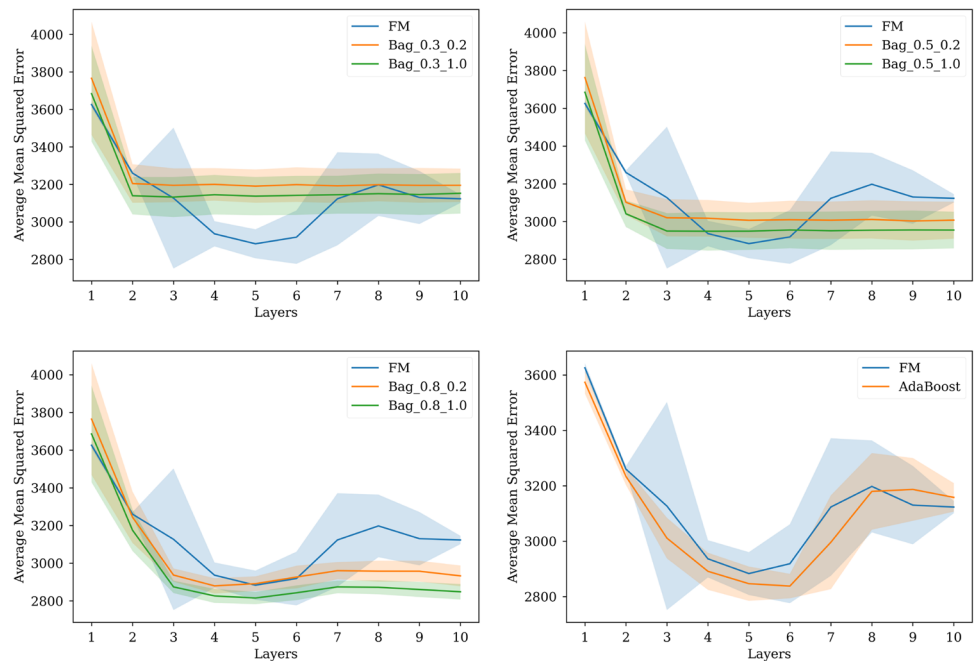 FM
Bag_0.3_0.2
Bag_0.3_1.0
Average Mean Squared Error
4000
3800
3600
3400
3200
3000
2800
1 2 3 4 5 6 7 8 9 10
Layers
FM
Bag_0.5_0.2
Bag_0.5_1.0
Average Mean Squared Error
4000
3800
3600
3400
3200
3000
2800
1 2 3 4 5 6 7 8 9 10
Layers
FM
Bag_0.8_0.2
Bag_0.8_1.0
Average Mean Squared Error
4000
3800
3600
3400
3200
3000
2800
1 2 3 4 5 6 7 8 9 10
Layers
FM
AdaBoost
Average Mean Squared Error
3600
3400
3200
3000
2800
1 2 3 4 5 6 7 8 9 10
Layers